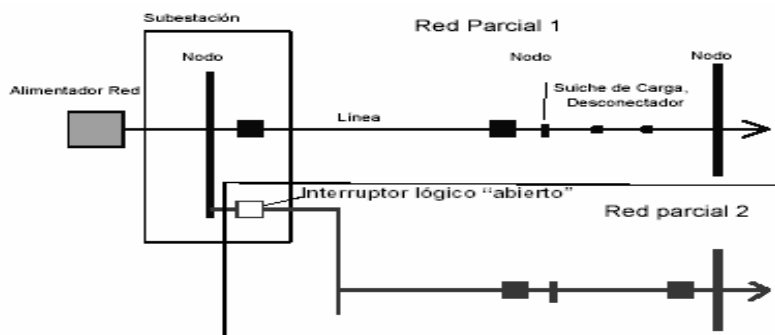 Subestación
Red Parcial 1
Nodo
Nodo
Nodo
Alimentador Red
Suiche de Carga,
Desconectador
Linea
Interruptor lógico “abierto”
Red parcial 2